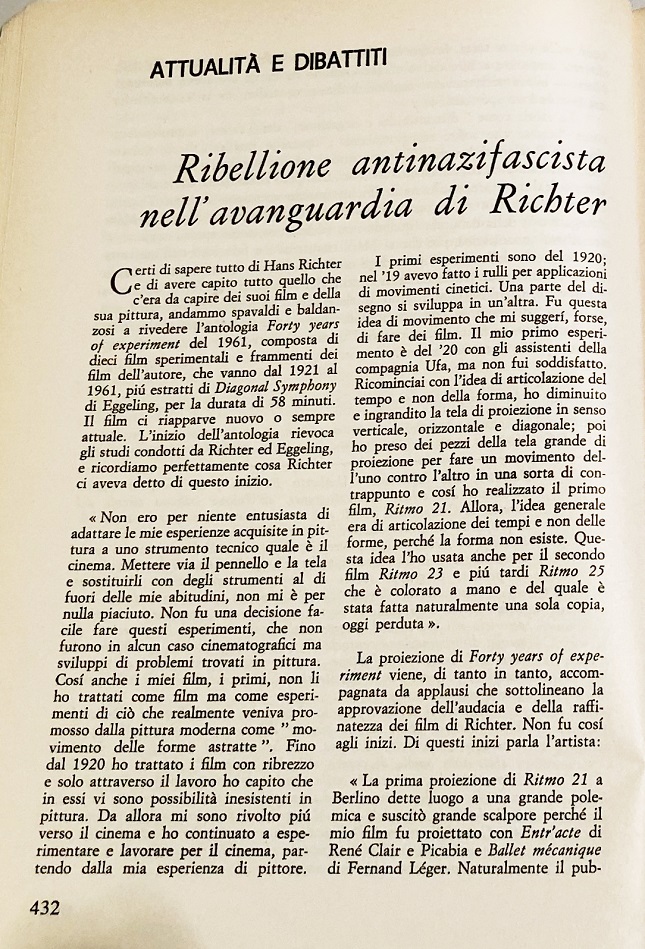 ATTUALITÀ E DIBATTITI
Ribellione antinazifascista
nell'avanguardia di Richter
Certi di sapere tutto di Hans Richter
e di avere capito tutto quello che
c'era da capire dei suoi film e della
sua pittura, andammo spavaldi e baldan-
zosi a rivedere l'antologia Forty years
of experiment del 1961, composta di
dieci film sperimentali e frammenti dei
film dell'autore, che vanno dal 1921 al
1961, piú estratti di Diagonal Symphony
di Eggeling, per la durata di 58 minuti.
Il film ci riapparve nuovo o sempre
attuale. L'inizio dell'antologia rievoca
gli studi condotti da Richter ed Eggeling,
e ricordiamo perfettamente cosa Richter
ci aveva detto di questo inizio.
« Non ero per niente entusiasta di
adattare le mie esperienze acquisite in pit-
tura a uno strumento tecnico quale è il
cinema. Mettere via il pennello e la tela
e sostituirli con degli strumenti al di
fuori delle mie abitudini, non mi è per
nulla piaciuto. Non fu una decisione fa-
cile fare questi esperimenti, che non
furono in alcun caso cinematografici ma
sviluppi di problemi trovati in pittura.
Cosí anche i miei film, i primi, non li
ho trattati come film ma come esperi-
menti di ciò che realmente veniva pro-
mosso dalla pittura moderna come " mo-
vimento delle forme astratte ". Fino
dal 1920 ho trattato i film con ribrezzo
e solo attraverso il lavoro ho capito che
in essi vi sono possibilità inesistenti in
pittura. Da allora mi sono rivolto piú
verso il cinema e ho continuato a espe-
rimentare e lavorare per il cinema, par-
tendo dalla mia esperienza di pittore.
I primi esperimenti sono del 1920;
nel '19 avevo fatto i rulli per applicazioni
di movimenti cinetici. Una parte del di-
segno si sviluppa in un'altra. Fu questa
idea di movimento che mi suggerí, forse,
di fare dei film. Il mio primo esperi-
mento è del '20 con gli assistenti della
compagnia Ufa, ma non fui soddisfatto.
Ricominciai con l'idea di articolazione del
tempo e non della forma, ho diminuito
e ingrandito la tela di proiezione in senso
verticale, orizzontale e diagonale; poi
ho preso dei pezzi della tela grande di
proiezione per fare un movimento del-
l'uno contro l'altro in una sorta di con-
trappunto e cosí ho realizzato il primo
film, Ritmo 21. Allora, l'idea generale
era di articolazione dei tempi e non delle
forme, perché la forma non esiste. Que-
sta idea l'ho usata anche per il secondo
film Ritmo 23 e piú tardi Ritmo 25
che è colorato a mano e del quale è
stata fatta naturalmente una sola copia,
oggi perduta ».
La proiezione di Forty years of expe-
riment viene, di tanto in tanto, accom-
pagnata da applausi che sottolineano la
approvazione dell'audacia e della raffi-
natezza dei film di Richter. Non fu cosí
agli inizi. Di questi inizi parla l'artista:
« La prima proiezione di Ritmo 21 a
Berlino dette luogo a una grande pole-
mica e suscitò grande scalpore perché il
mio film fu proiettato con Entr'acte di
René Clair e Picabia e Ballet mécanique
di Fernand Léger. Naturalmente il pub-
432